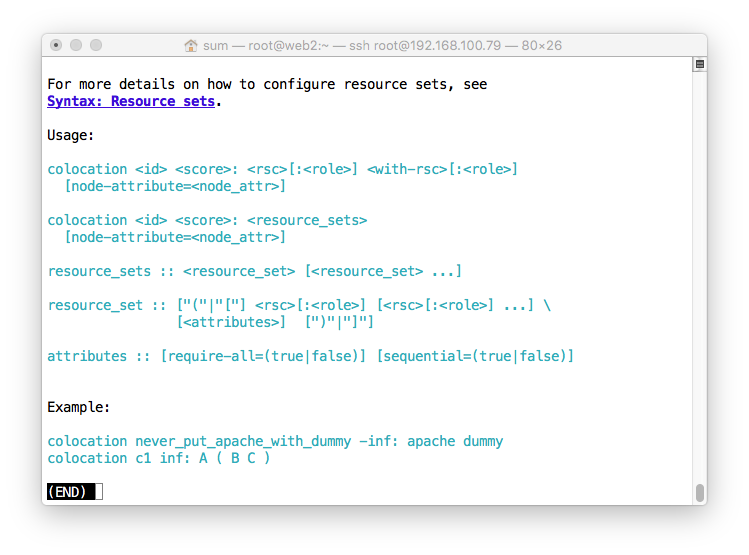 sum — root@web2:~ — ssh root@192.168.100.79 — 80×26
For more details on how to configure resource sets, see
Syntax: Resource sets.
Usage:
colocation <id> <score>: <rsc>[:<role>] <with-rsc>[:<role>]
  [node-attribute=<node_attr>]
colocation <id> <score>: <resource_sets>
  [node-attribute=<node_attr>]
resource_sets :: <resource_set> [<resource_set> ...]
resource_set :: ["("|"["] <rsc>[:<role>] [<rsc>[:<role>] ...] \
                [<attributes>]  [")"|"]"]
attributes :: [require-all=(true|false)] [sequential=(true|false)]
Example:
colocation never_put_apache_with_dummy -inf: apache dummy
colocation c1 inf: A ( B C )
(END)